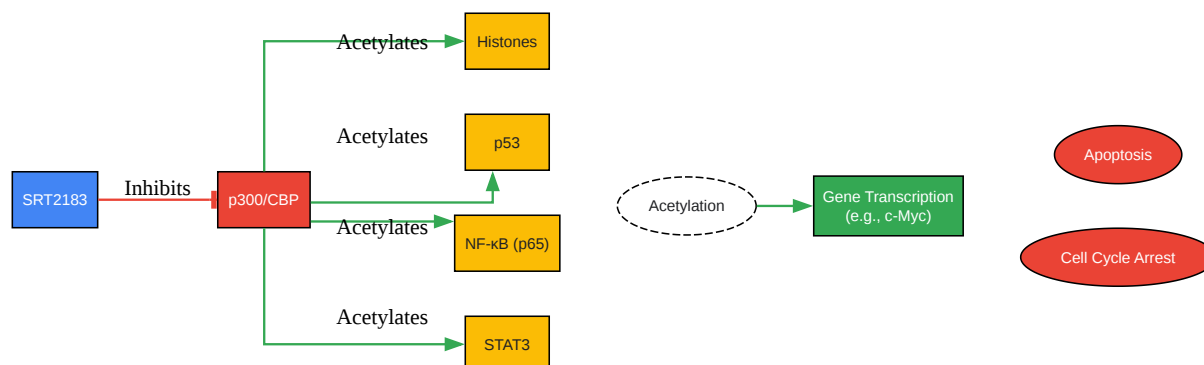 Acetylates
Histones
Acetylates
p53
SRT2183
Inhibits
p300/CBP
Acetylates
NF-κB (p65)
Acetylates
STAT3
Acetylation
Gene Transcription
(e.g., c-Myc)
Apoptosis
Cell Cycle Arrest